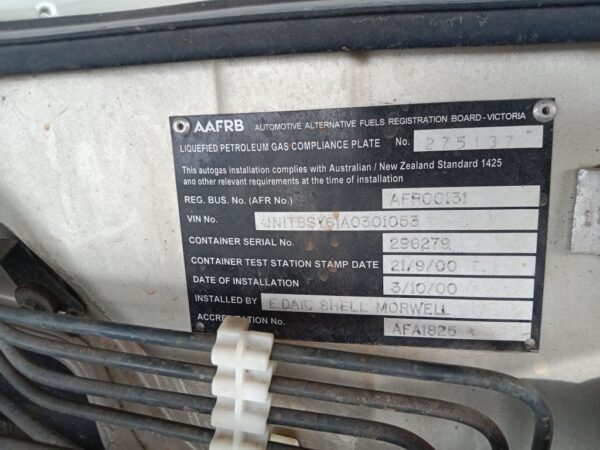 AAFRB AUTOMOTIVE ALTERNATIVE FUELS REGISTRATION BOARD - VICTORIA
LIQUEFIED PETROLEUM GAS COMPLIANCE PLATE No. 275137
This autogas installation complies with Australian / New Zealand Standard 1425
and other relevant requirements at the time of installation
REG. BUS. No. (AFR No.) AFR00131
VIN No. JN1TBSY61A0301053
CONTAINER SERIAL No. 296279
CONTAINER TEST STATION STAMP DATE 21/9/00
DATE OF INSTALLATION 3/10/00
INSTALLED BY E.DAIC SHELL MORWELL
ACCREDTATION No. AFA1826